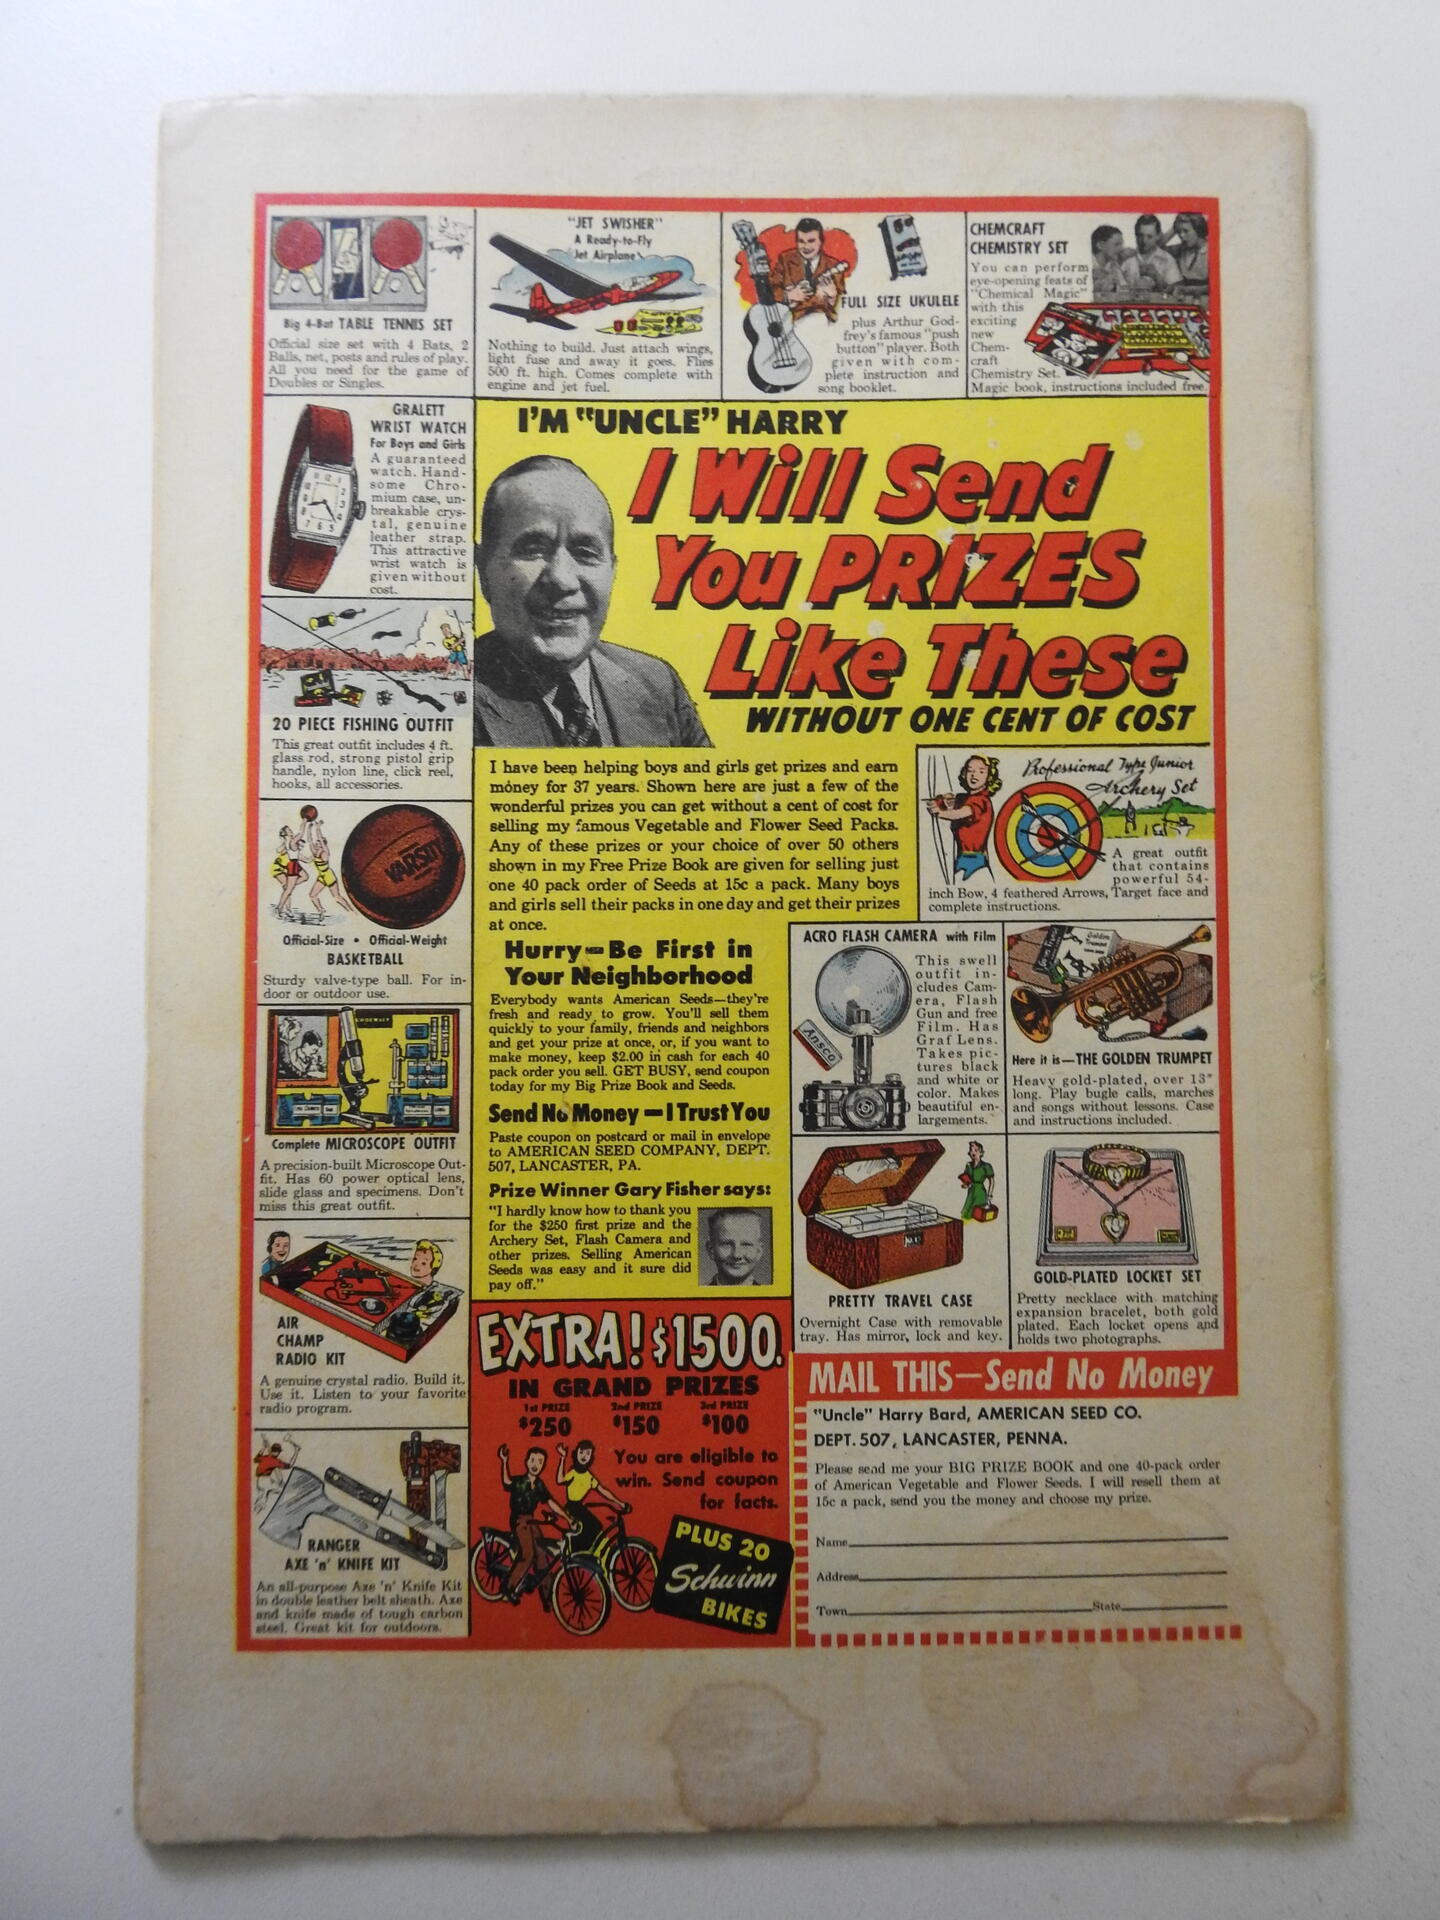 Big 4-Bat TABLE TENNIS SET
Official size set with 4 Bats, 2
Balls, net, posts and rules of play.
All you need for the game of
Doubles or Singles.
"JET SWISHER"
A Ready-to-Fly
Jet Airplane
Nothing to build. Just attach wings,
light fuse and away it goes. Flies
500 ft. high. Comes complete with
engine and jet fuel.
FULL SIZE UKULELE
plus Arthur God-
frey's famous "push
button" player. Both
given with com-
plete instruction and
song booklet.
CHEMCRAFT
CHEMISTRY SET
You can perform
eye-opening feats of
"Chemical Magic"
with this
exciting
new
Chem-
craft
Chemistry Set.
Magic book, instructions included free.
GRALETT
WRIST WATCH
For Boys and Girls
A guaranteed
watch. Hand-
some Chro-
mium case, un-
breakable crys-
tal, genuine
leather strap.
This attractive
wrist watch is
given without
cost.
I'M "UNCLE" HARRY
I Will Send
You PRIZES
Like These
WITHOUT ONE CENT OF COST
20 PIECE FISHING OUTFIT
This great outfit includes 4 ft.
glass rod, strong pistol grip
handle, nylon line, click reel,
hooks, all accessories.
I have been helping boys and girls get prizes and earn
money for 37 years. Shown here are just a few of the
wonderful prizes you can get without a cent of cost for
selling my famous Vegetable and Flower Seed Packs.
Any of these prizes or your choice of over 50 others
shown in my Free Prize Book are given for selling just
one 40 pack order of Seeds at 15c a pack. Many boys
and girls sell their packs in one day and get their prizes
at once.
Professional Type Junior
Archery Set
A great outfit
that contains
powerful 54-
inch Bow, 4 feathered Arrows, Target face and
complete instructions.
VARSITY
Official-Size • Official-Weight
BASKETBALL
Sturdy valve-type ball. For in-
door or outdoor use.
Hurry—Be First in
Your Neighborhood
Everybody wants American Seeds—they're
fresh and ready to grow. You'll sell them
quickly to your family, friends and neighbors
and get your prize at once, or, if you want to
make money, keep $2.00 in cash for each 40
pack order you sell. GET BUSY, send coupon
today for my Big Prize Book and Seeds.
Send No Money — I Trust You
Paste coupon on postcard or mail in envelope
to AMERICAN SEED COMPANY, DEPT.
507, LANCASTER, PA.
Prize Winner Gary Fisher says:
"I hardly know how to thank you
for the $250 first prize and the
Archery Set, Flash Camera and
other prizes. Selling American
Seeds was easy and it sure did
pay off."
ACRO FLASH CAMERA with Film
Ansco
This swell
outfit in-
cludes Cam-
era, Flash
Gun and free
Film. Has
Graf Lens.
Takes pic-
tures black
and white or
color. Makes
beautiful en-
largements.
Golden
Trumpet
Here it is—THE GOLDEN TRUMPET
Heavy gold-plated, over 13"
long. Play bugle calls, marches
and songs without lessons. Case
and instructions included.
Complete MICROSCOPE OUTFIT
A precision-built Microscope Out-
fit. Has 60 power optical lens,
slide glass and specimens. Don't
miss this great outfit.
PRETTY TRAVEL CASE
Overnight Case with removable
tray. Has mirror, lock and key.
GOLD-PLATED LOCKET SET
Pretty necklace with matching
expansion bracelet, both gold
plated. Each locket opens and
holds two photographs.
AIR
CHAMP
RADIO KIT
A genuine crystal radio. Build it.
Use it. Listen to your favorite
radio program.
EXTRA! $1500.
IN GRAND PRIZES
1st PRIZE 2nd PRIZE 3rd PRIZE
$250 $150 $100
You are eligible to
win. Send coupon
for facts.
PLUS 20
Schwinn
BIKES
RANGER
AXE 'n' KNIFE KIT
An all-purpose Axe 'n' Knife Kit
in double leather belt sheath. Axe
and knife made of tough carbon
steel. Great kit for outdoors.
MAIL THIS—Send No Money
"Uncle" Harry Bard, AMERICAN SEED CO.
DEPT. 507, LANCASTER, PENNA.
Please send me your BIG PRIZE BOOK and one 40-pack order
of American Vegetable and Flower Seeds. I will resell them at
15c a pack, send you the money and choose my prize.
Name
Address
Town State